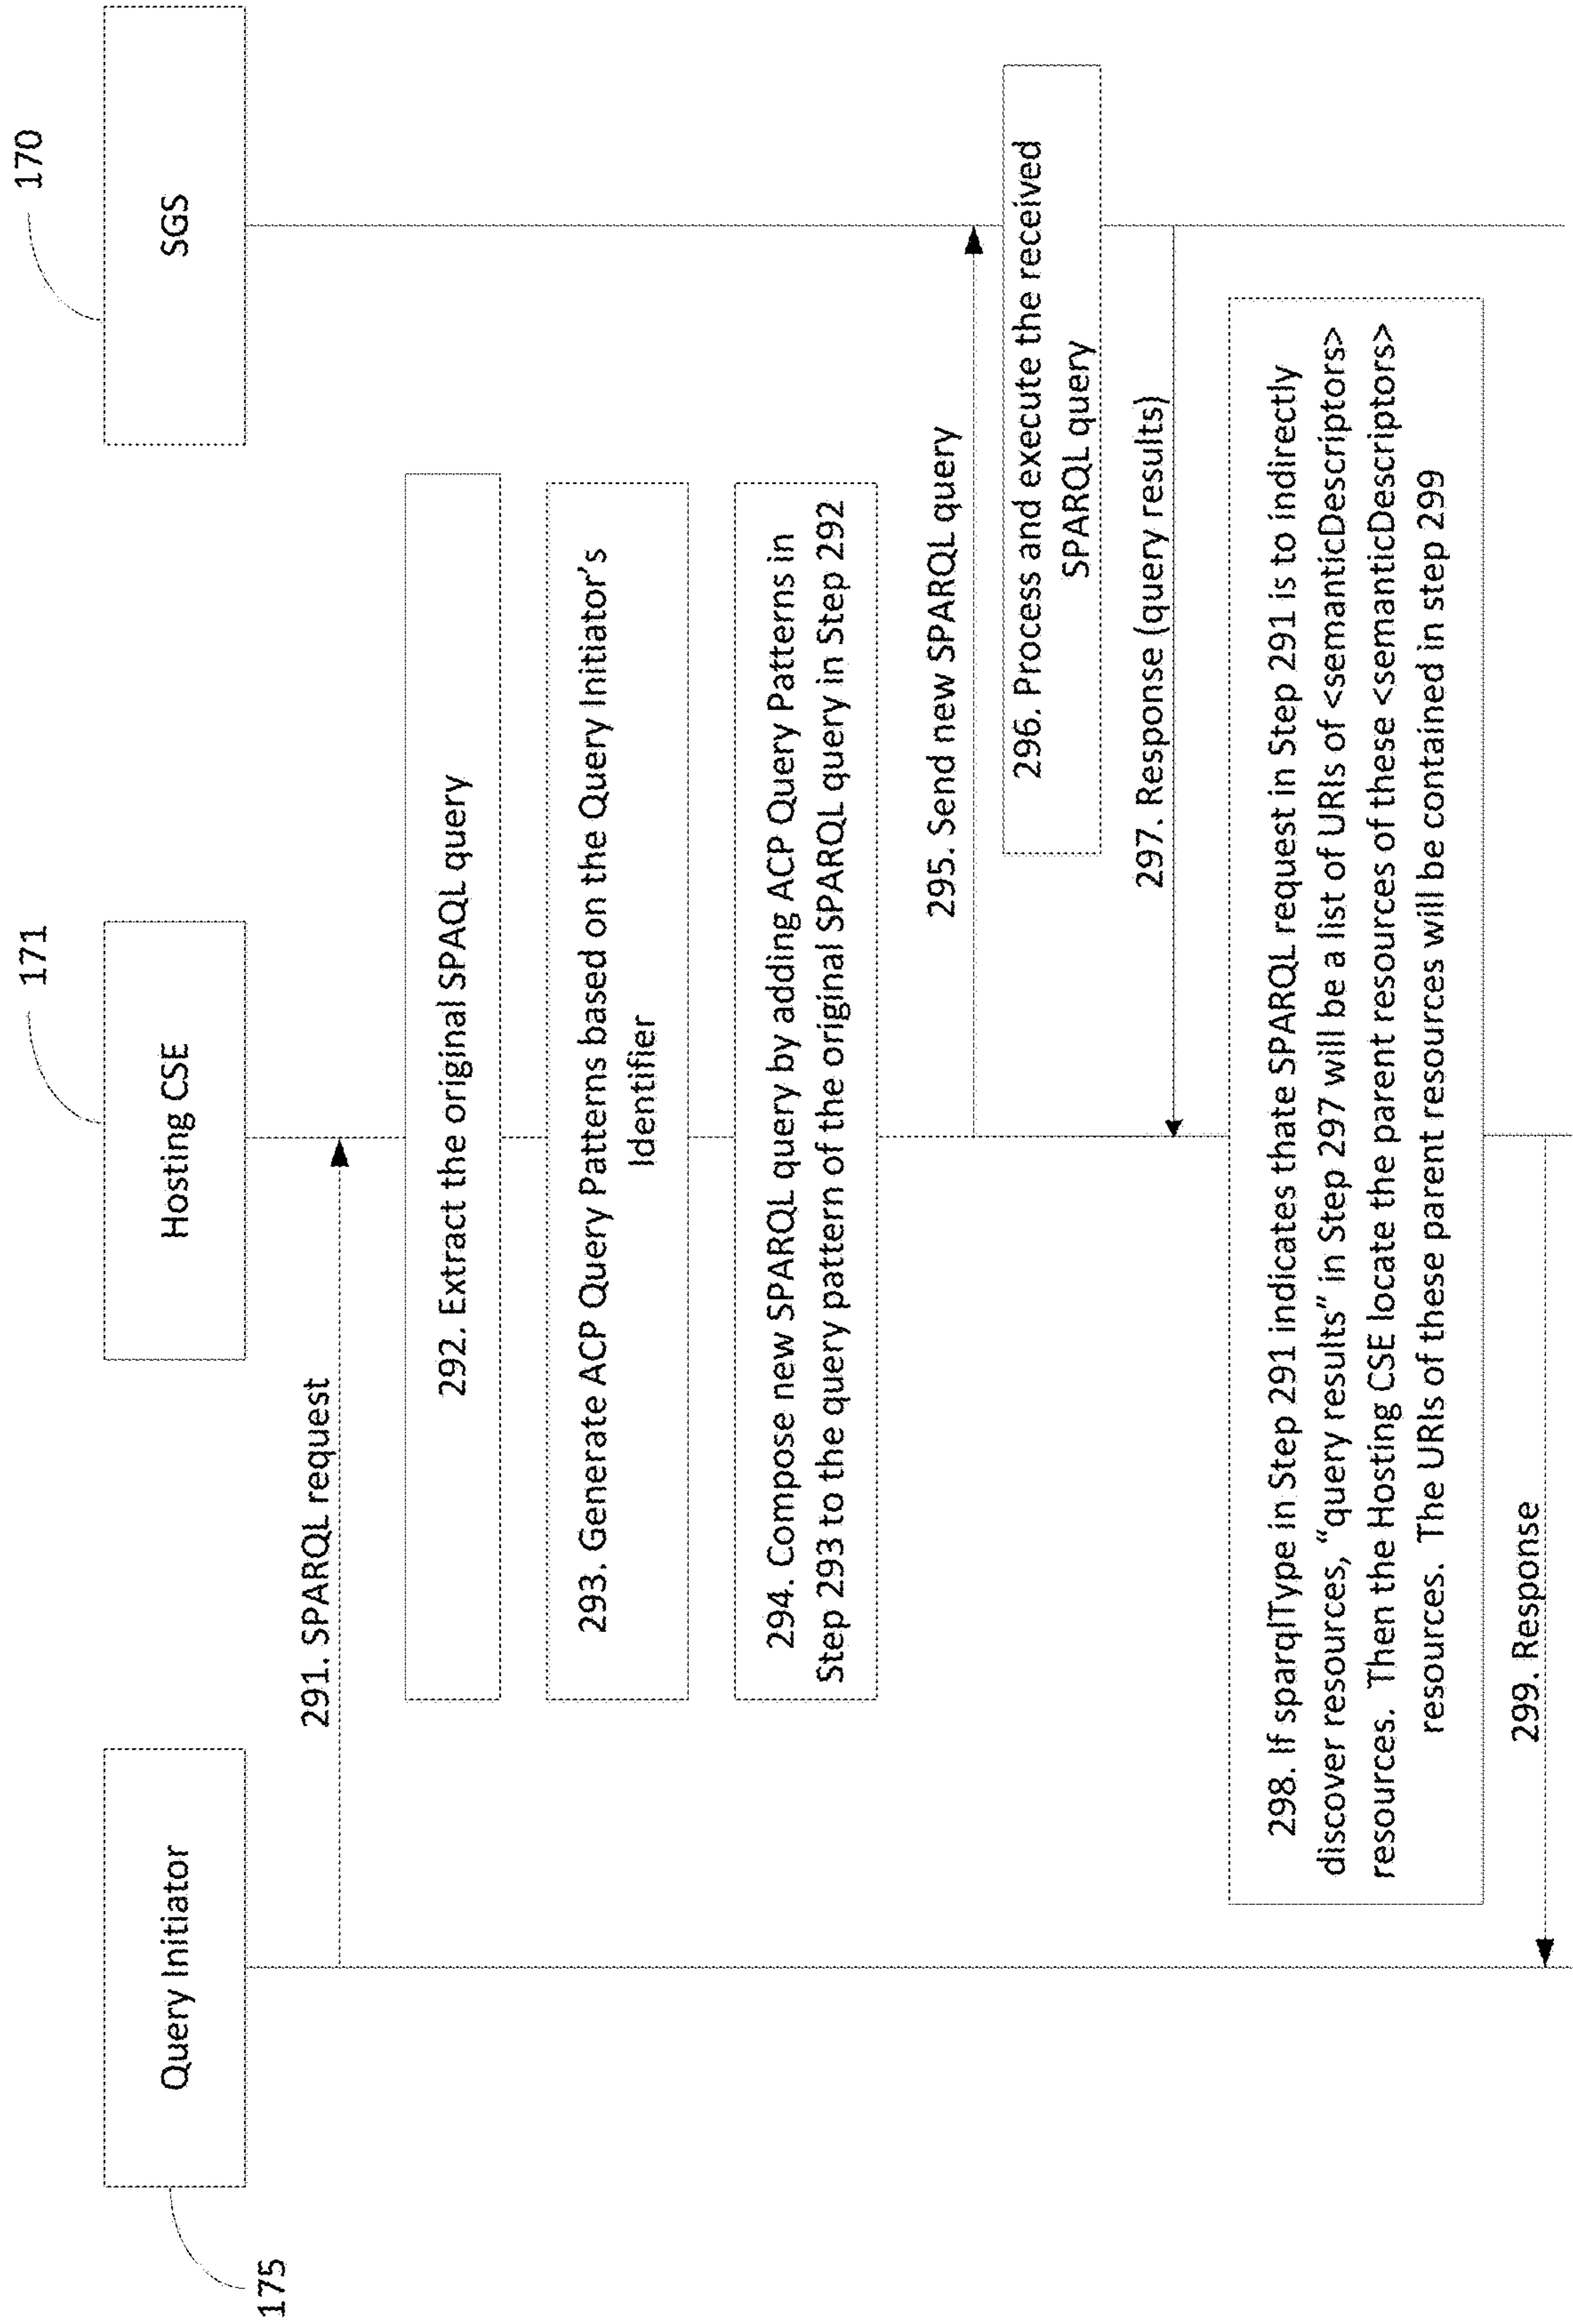 175
Query Initiator
171
Hosting CSE
170
SGS
291. SPARQL request
292. Extract the original SPAQL query
293. Generate ACP Query Patterns based on the Query Initiator's
Identifier
294. Compose new SPARQL query by adding ACP Query Patterns in
Step 293 to the query pattern of the original SPARQL query in Step 292
295. Send new SPARQL query
296. Process and execute the received
SPARQL query
297. Response (query results)
298. If sparqlType in Step 291 indicates that SPARQL request in Step 291 is to indirectly
discover resources, "query results" in Step 297 will be a list of URIs of <semanticDescriptors>
resources. Then the Hosting CSE locate the parent resources of these <semanticDescriptors>
resources. The URIs of these parent resources will be contained in step 299
299. Response